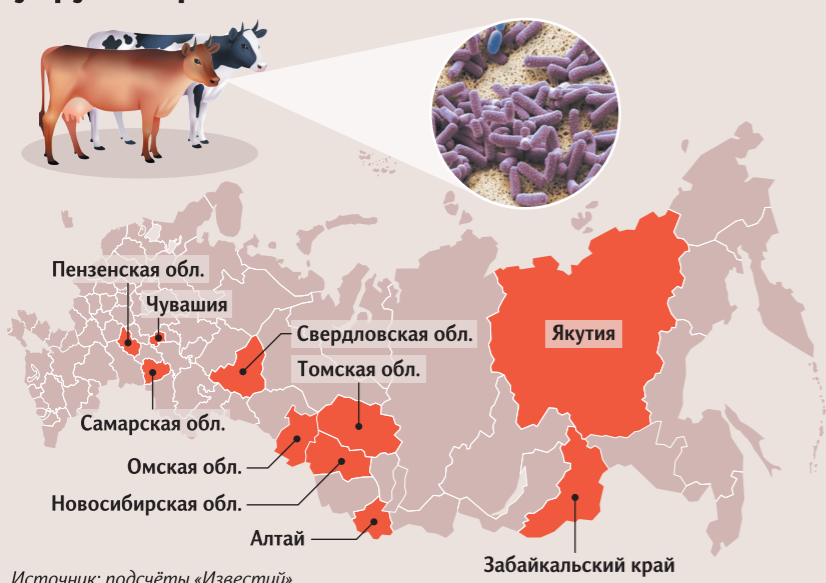 Пензенская обл.
Чувашия
Свердловская обл.
Якутия
Томская обл.
Самарская обл.
Омская обл.
Новосибирская обл.
Алтай
Забайкальский край
Источник: подсчёты «Известий»